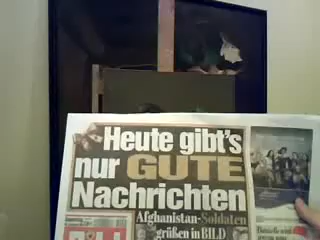 Heute gibt's
nur GUTE
Nachrichten
Afghanistan-Soldaten
grüßen in BILD